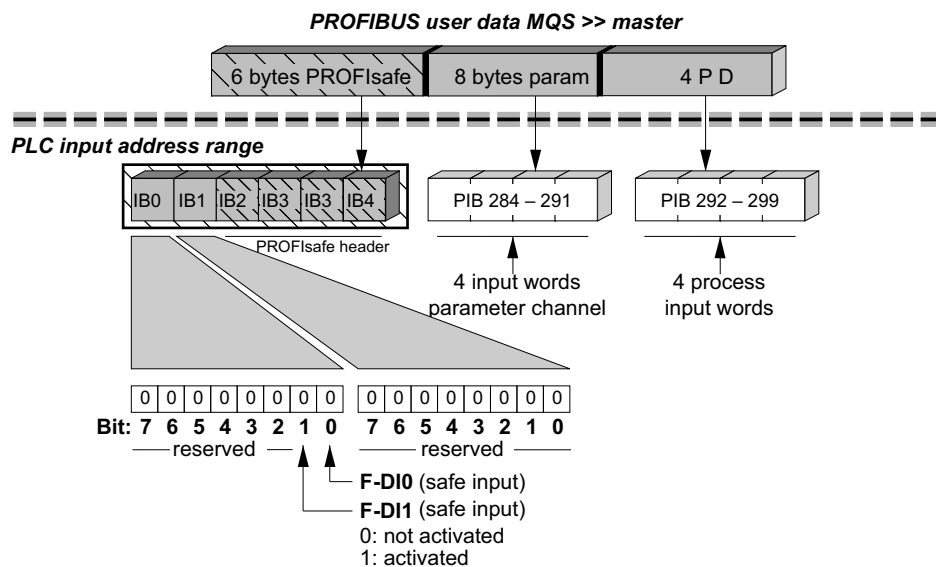 PROFIBUS user data MQS >> master
6 bytes PROFIsafe 8 bytes param 4 P D
PLC input address range
IB0 IB1 IB2 IB3 IB3 IB4 PIB 284 – 291 PIB 292 – 299
PROFIsafe header
4 input words
parameter channel
4 process
input words
0 0 0 0 0 0 0 0 0 0 0 0 0 0 0 0
Bit: 7 6 5 4 3 2 1 0 7 6 5 4 3 2 1 0
reserved reserved
F-DI0 (safe input)
F-DI1 (safe input)
0: not activated
1: activated